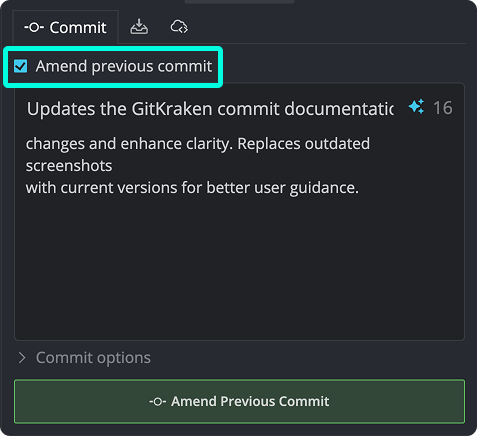 Commit
Amend previous commit
Updates the GitKraken commit 16
changes and enhance clarity. Replaces outdated
screenshots
with current versions for better user guidance.
Commit options
Amend Previous Commit